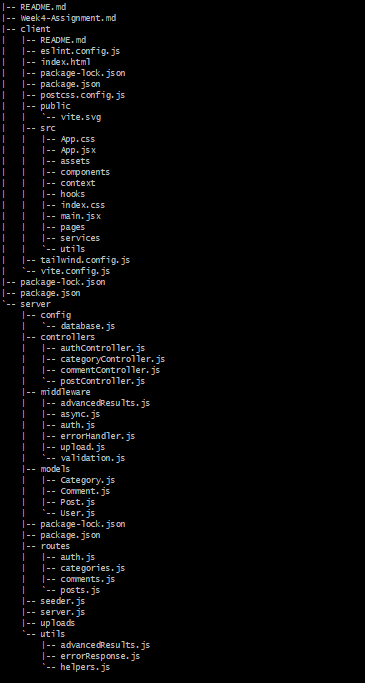 |-- README.md
|-- Week4-Assignment.md
|-- client
|   |-- README.md
|   |-- eslint.config.js
|   |-- index.html
|   |-- package-lock.json
|   |-- package.json
|   |-- postcss.config.js
|   |-- public
|   |   `-- vite.svg
|   |-- src
|   |   |-- App.css
|   |   |-- App.jsx
|   |   |-- assets
|   |   |-- components
|   |   |-- context
|   |   |-- hooks
|   |   |-- index.css
|   |   |-- main.jsx
|   |   |-- pages
|   |   |-- services
|   |   `-- utils
|   |-- tailwind.config.js
|   `-- vite.config.js
|-- package-lock.json
|-- package.json
`-- server
    |-- config
    |   `-- database.js
    |-- controllers
    |   |-- authController.js
    |   |-- categoryController.js
    |   |-- commentController.js
    |   `-- postController.js
    |-- middleware
    |   |-- advancedResults.js
    |   |-- async.js
    |   |-- auth.js
    |   |-- errorHandler.js
    |   |-- upload.js
    |   `-- validation.js
    |-- models
    |   |-- Category.js
    |   |-- Comment.js
    |   |-- Post.js
    |   `-- User.js
    |-- package-lock.json
    |-- package.json
    |-- routes
    |   |-- auth.js
    |   |-- categories.js
    |   |-- comments.js
    |   `-- posts.js
    |-- seeder.js
    |-- server.js
    |-- uploads
    `-- utils
        |-- advancedResults.js
        |-- errorResponse.js
        `-- helpers.js